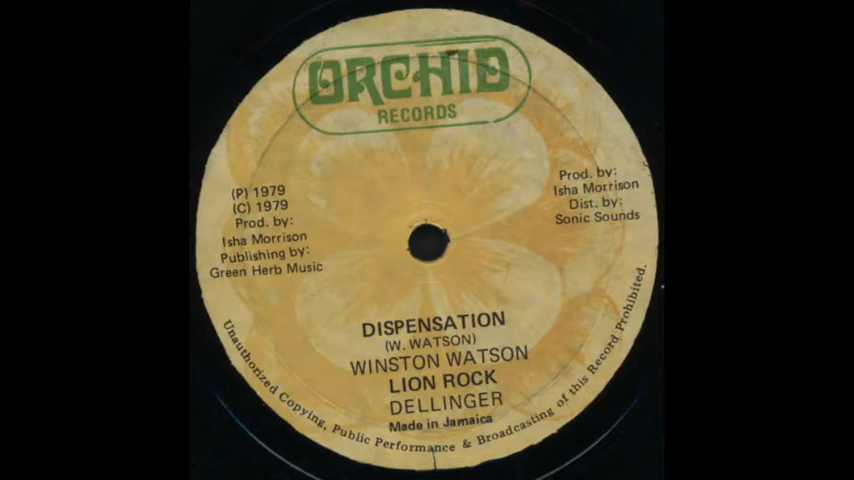 ORCHID
RECORDS
(P) 1979
(C) 1979
Prod. by:
Isha Morrison
Publishing by:
Green Herb Music
Prod. by:
Isha Morrison
Dist. by:
Sonic Sounds
DISPENSATION
(W. WATSON)
WINSTON WATSON
LION ROCK
DELLINGER
Made in Jamaica
Unauthorized Copying, Public Performance & Broadcasting of this Record Prohibited.